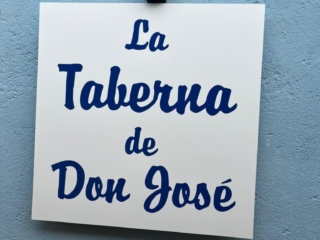 La
Taberna
de
Don José